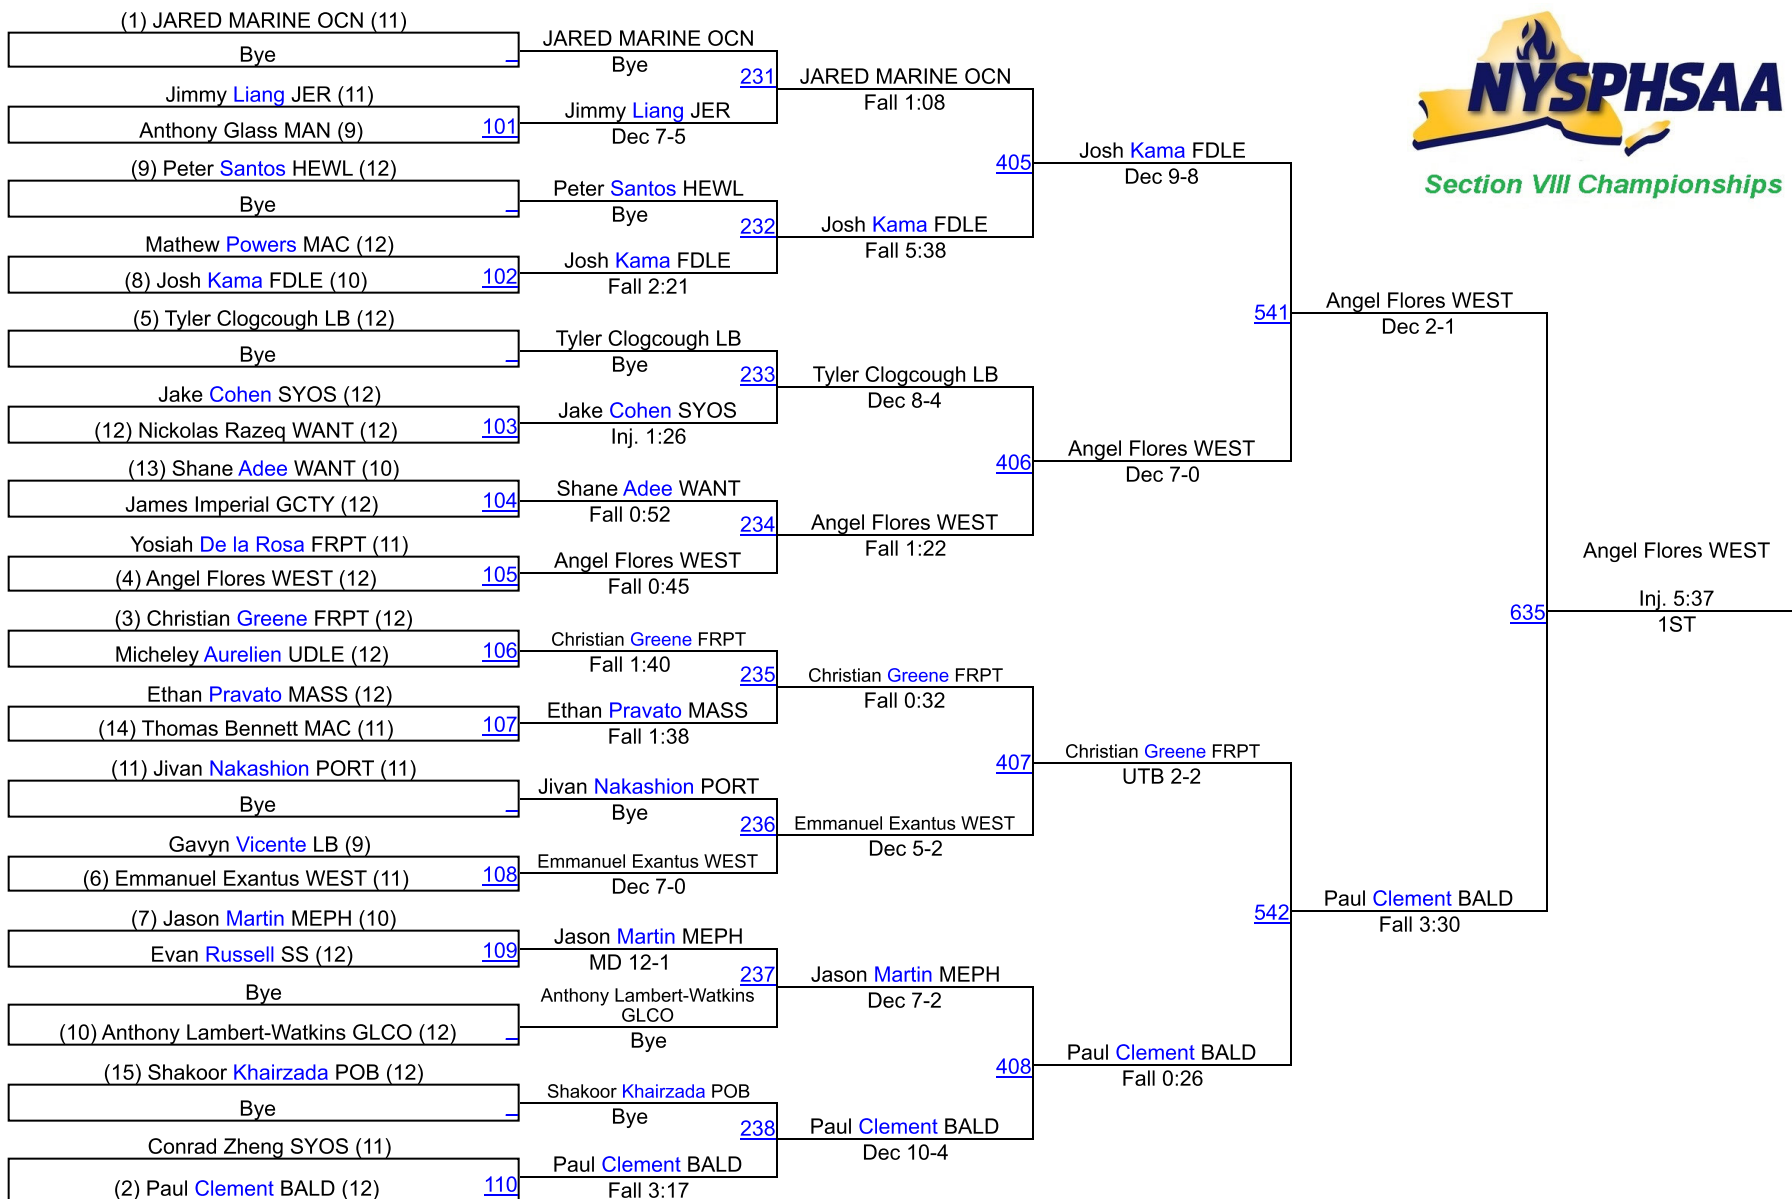 (1) JARED MARINE OCN (11)
Bye
Jimmy Liang JER (11)
Anthony Glass MAN (9)
101
(9) Peter Santos HEWL (12)
Bye
Mathew Powers MAC (12)
(8) Josh Kama FDLE (10)
102
(5) Tyler Clogcough LB (12)
Bye
Jake Cohen SYOS (12)
(12) Nickolas Razeq WANT (12)
103
(13) Shane Adee WANT (10)
James Imperial GCTY (12)
104
Yosiah De la Rosa FRPT (11)
(4) Angel Flores WEST (12)
105
(3) Christian Greene FRPT (12)
Micheley Aurelien UDLE (12)
106
Ethan Pravato MASS (12)
(14) Thomas Bennett MAC (11)
107
(11) Jivan Nakashion PORT (11)
Bye
Gavyn Vicente LB (9)
(6) Emmanuel Exantus WEST (11)
108
(7) Jason Martin MEPH (10)
Evan Russell SS (12)
109
Bye
(10) Anthony Lambert-Watkins GLCO (12)
(15) Shakoor Khairzada POB (12)
Bye
Conrad Zheng SYOS (11)
(2) Paul Clement BALD (12)
110
JARED MARINE OCN
Bye
231
Jimmy Liang JER
Dec 7-5
Peter Santos HEWL
Bye
232
Josh Kama FDLE
Fall 2:21
Tyler Clogcough LB
Bye
233
Jake Cohen SYOS
Inj. 1:26
Shane Adee WANT
Fall 0:52
234
Angel Flores WEST
Fall 0:45
Christian Greene FRPT
Fall 1:40
235
Ethan Pravato MASS
Fall 1:38
Jivan Nakashion PORT
Bye
236
Emmanuel Exantus WEST
Dec 7-0
Jason Martin MEPH
MD 12-1
237
Anthony Lambert-Watkins
GLCO
Bye
Shakoor Khairzada POB
Bye
238
Paul Clement BALD
Fall 3:17
JARED MARINE OCN
Fall 1:08
405
Josh Kama FDLE
Fall 5:38
Tyler Clogcough LB
Dec 8-4
406
Angel Flores WEST
Fall 1:22
Christian Greene FRPT
Fall 0:32
407
Emmanuel Exantus WEST
Dec 5-2
Jason Martin MEPH
Dec 7-2
408
Paul Clement BALD
Dec 10-4
Josh Kama FDLE
Dec 9-8
541
Angel Flores WEST
Dec 7-0
Christian Greene FRPT
UTB 2-2
542
Paul Clement BALD
Fall 0:26
Angel Flores WEST
Dec 2-1
635
Paul Clement BALD
Fall 3:30
Angel Flores WEST
Inj. 5:37
1ST
NYSPHSAA
Section VIII Championships